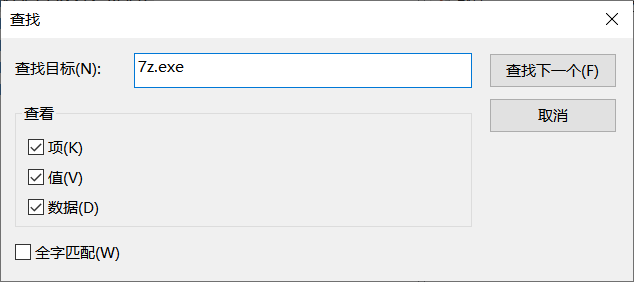 查找
查找目标(N):
7z.exe
查找下一个(F)
取消
查看
项(K)
值(V)
数据(D)
全字匹配(W)